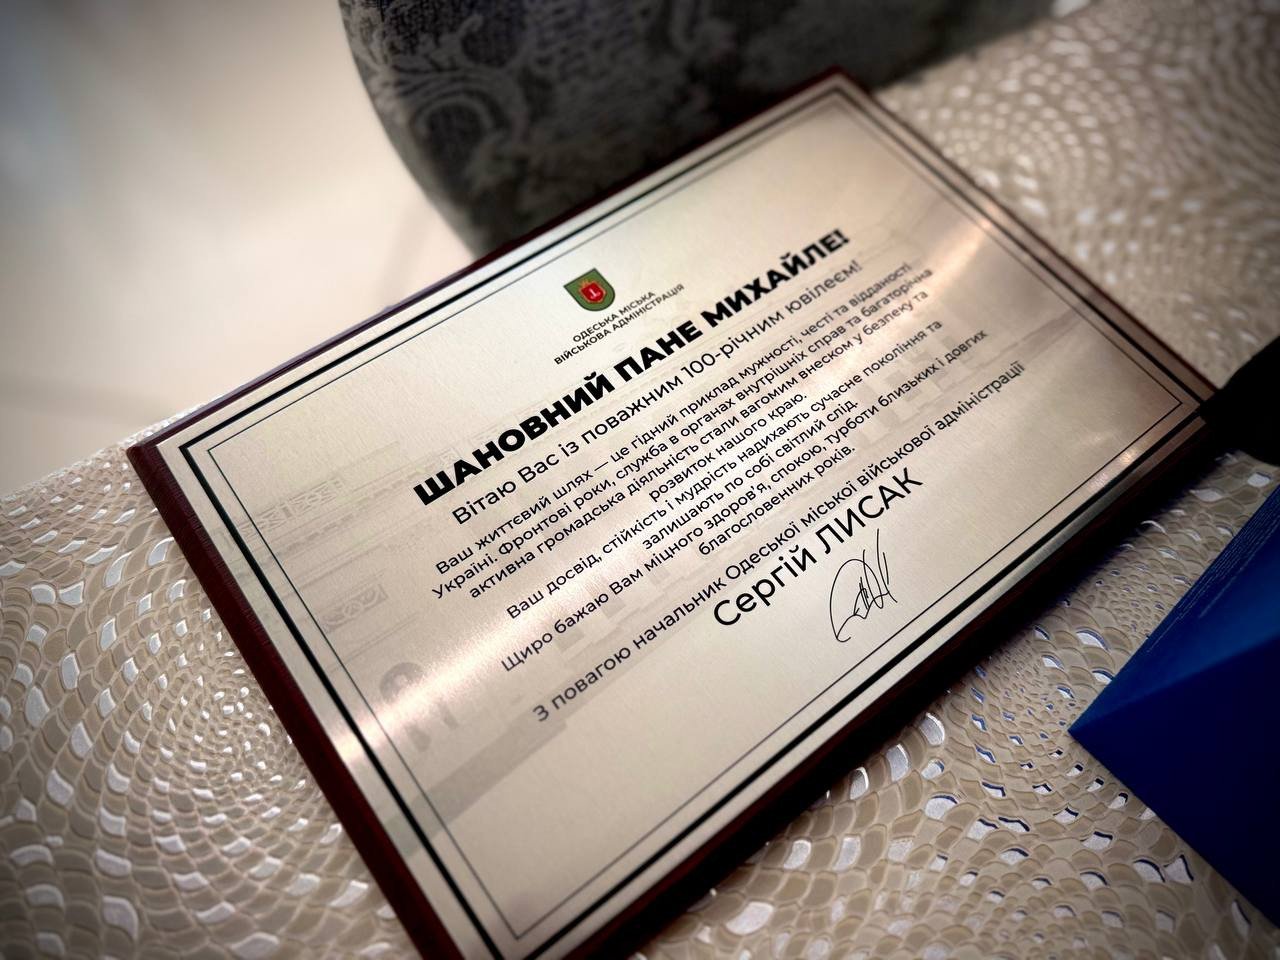 ОДЕСЬКА МІСЬКА
ВІЙСЬКОВА АДМІНІСТРАЦІЯ
ШАНОВНИЙ ПАНЕ МИХАЙЛЕ!
Вітаю Вас із поважним 100-річним ювілеєм!
Ваш життєвий шлях — це гідний приклад мужності, честі та відданості
Україні. Фронтові роки, служба в органах внутрішніх справ та багаторічна
активна громадська діяльність стали вагомим внеском у безпеку та
розвиток нашого краю.
Ваш досвід, стійкість і мудрість надихають сучасне покоління та
залишають по собі світлий слід.
Щиро бажаю Вам міцного здоров'я, спокою, турботи близьких і довгих
благословенних років.
З повагою начальник Одеської міської військової адміністрації
Сергій ЛИСАК